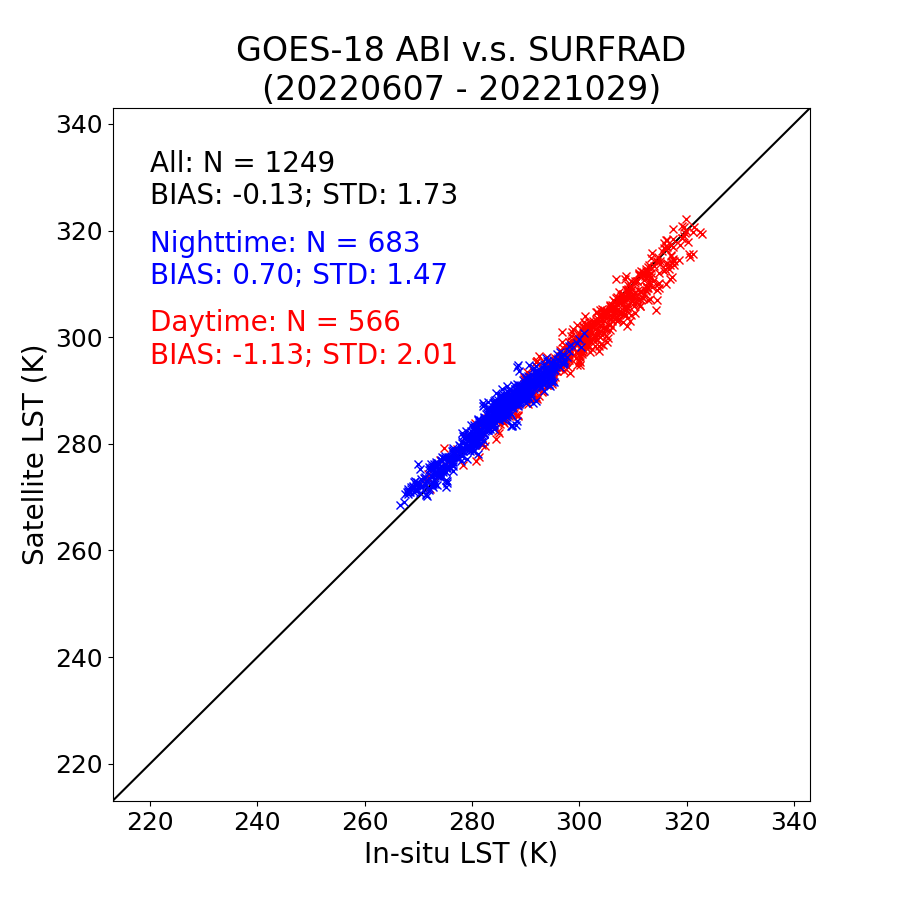 GOES-18 ABI v.s. SURFRAD
(20220607 - 20221029)
All: N = 1249
BIAS: -0.13; STD: 1.73
Nighttime: N = 683
BIAS: 0.70; STD: 1.47
Daytime: N = 566
BIAS: -1.13; STD: 2.01
Satellite LST (K)
340
320
300
280
260
240
220
220 240 260 280 300 320 340
In-situ LST (K)